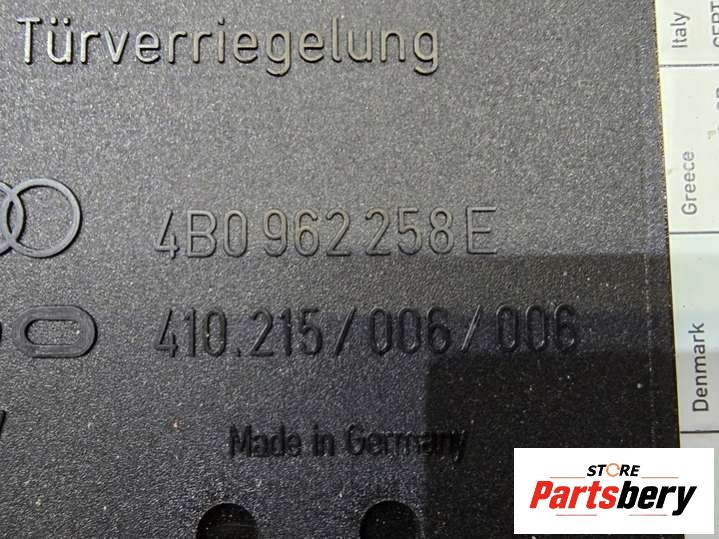 Türverriegelung
4B0 962 258 E
410.215/006/006
Made in Germany
Italy
Greece
Denmark
STORE
Partsbery